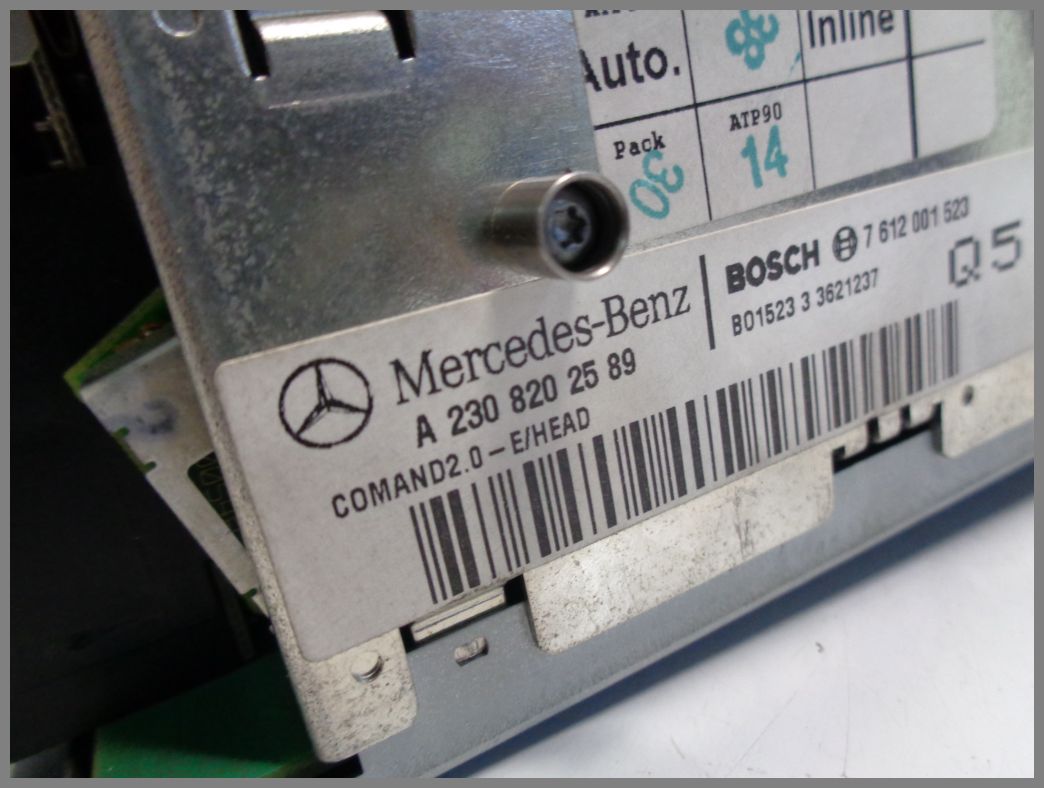 Auto.
38
Inline
Pack
30
ATP90
14
Mercedes-Benz
A 230 820 25 89
COMAND2.0-E/HEAD
BOSCH 7 612 001 523
B01523 3 3621237
Q5